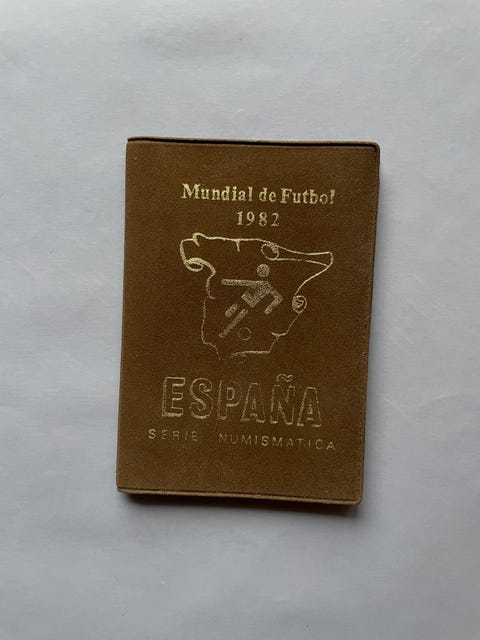 Mundial de Futbol
1982
ESPAÑA
SERIE NUMISMATICA